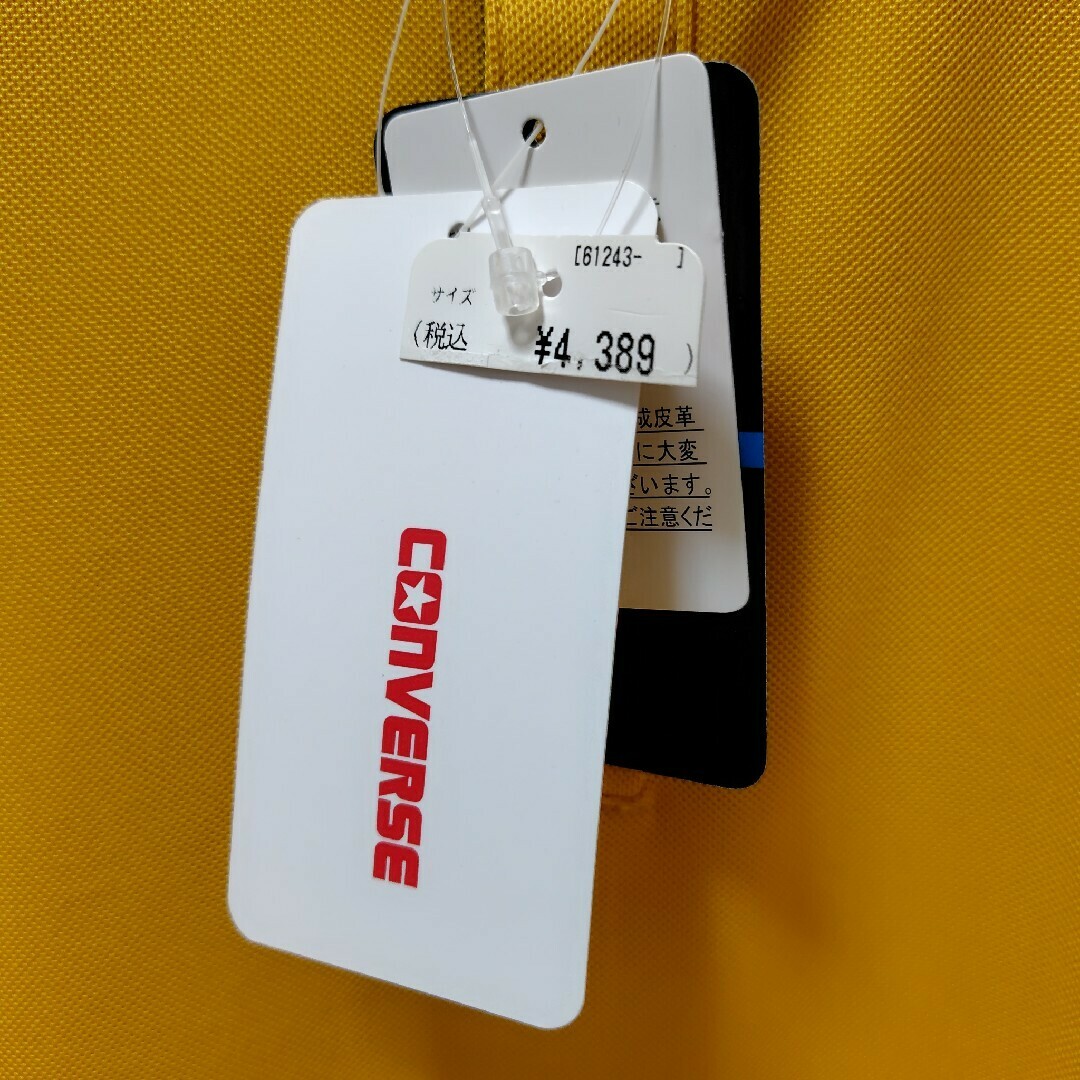 [61243-    ]
サイズ
(税込 ¥4,389 )
成皮革
に大変
ざいます。
ご注意くだ
CONVERSE